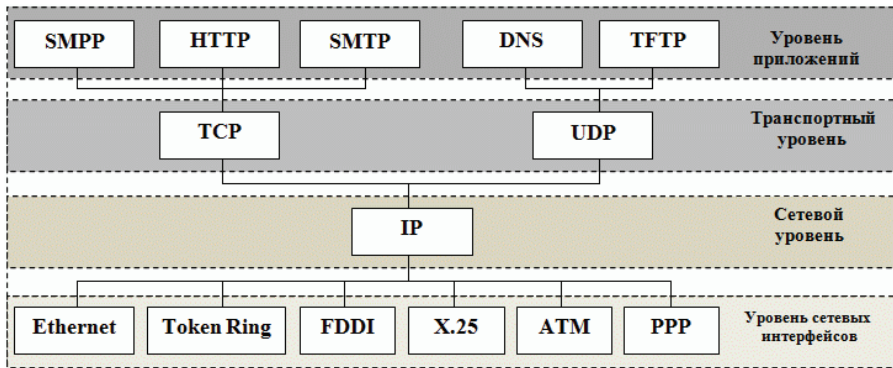 SMPP HTTP SMTP DNS TFTP
Уровень
приложений
TCP UDP
Транспортный
уровень
IP
Сетевой
уровень
Ethernet Token Ring FDDI X.25 ATM PPP
Уровень сетевых
интерфейсов